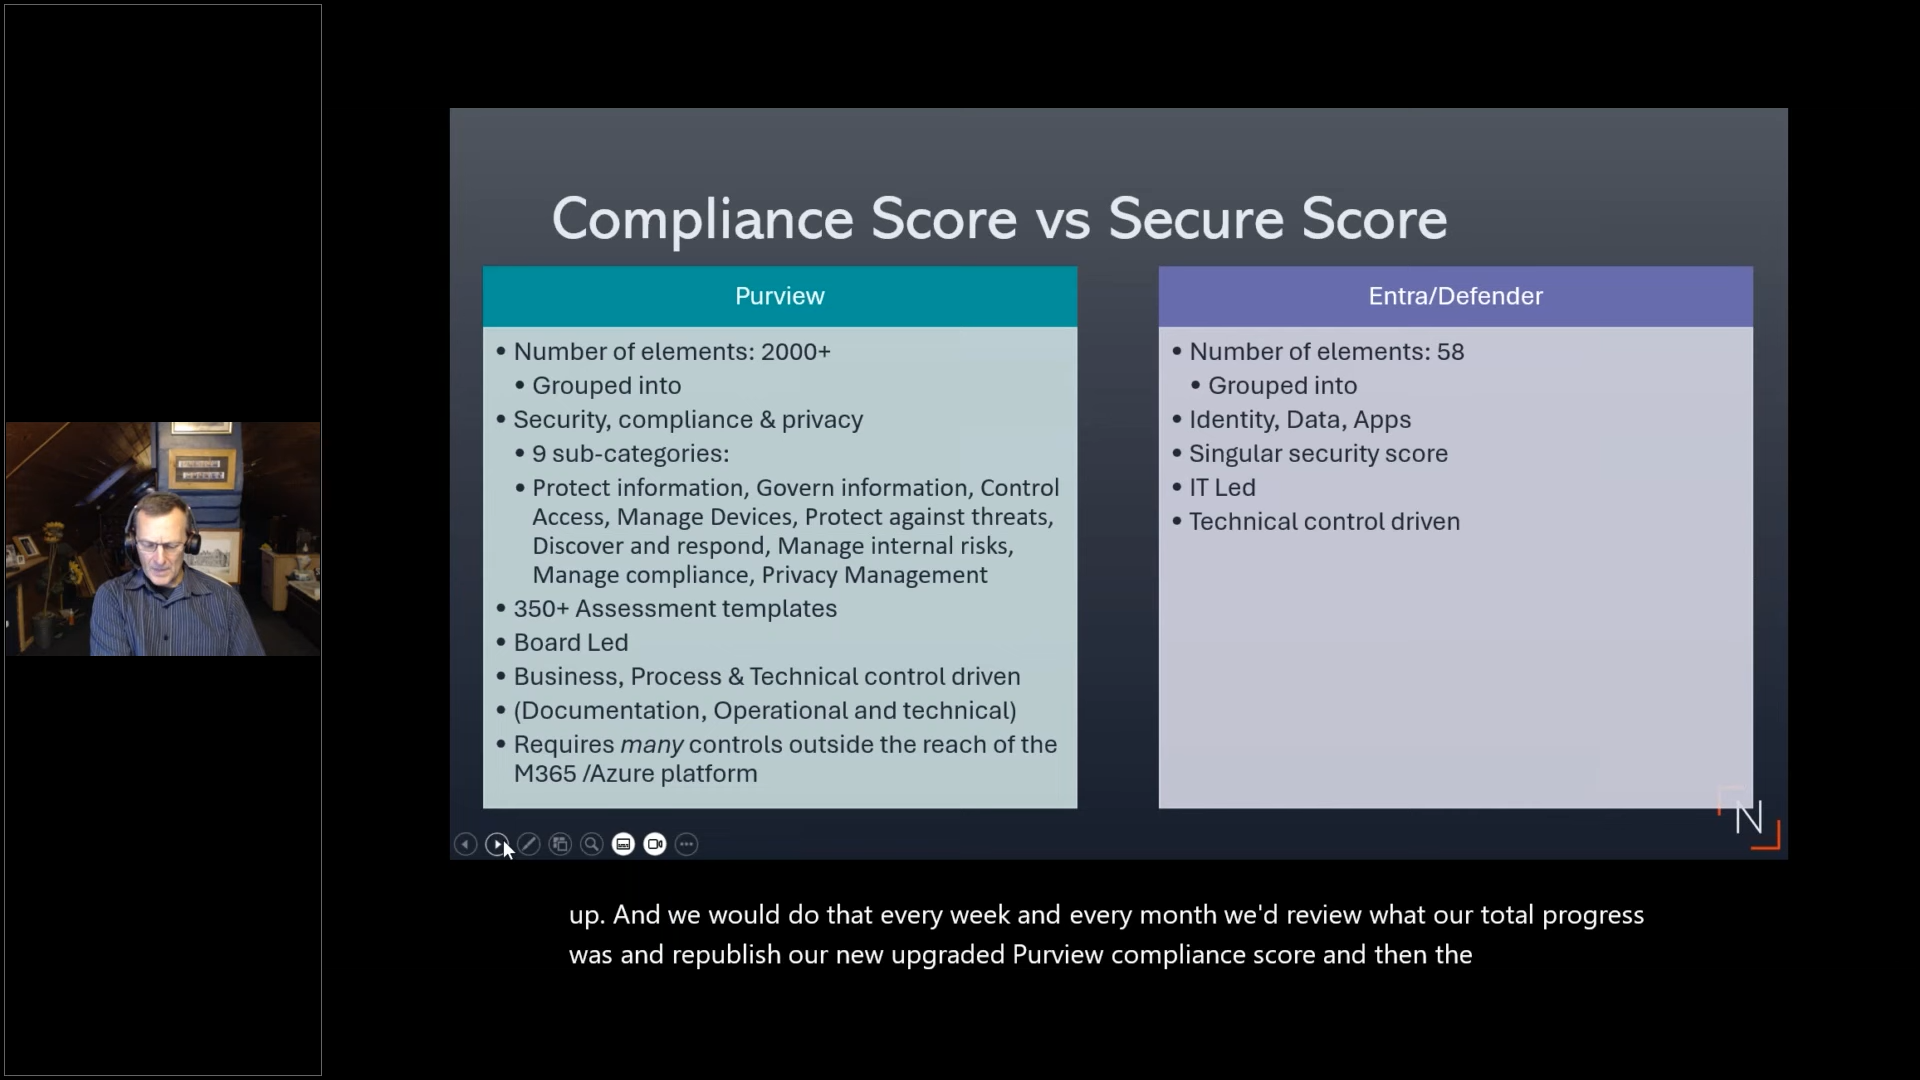 Compliance Score vs Secure Score
Purview
• Number of elements: 2000+
• Grouped into
• Security, compliance & privacy
• 9 sub-categories:
• Protect information, Govern information, Control
Access, Manage Devices, Protect against threats,
Discover and respond, Manage internal risks,
Manage compliance, Privacy Management
• 350+ Assessment templates
• Board Led
• Business, Process & Technical control driven
• (Documentation, Operational and technical)
• Requires many controls outside the reach of the
M365 /Azure platform
Entra/Defender
• Number of elements: 58
• Grouped into
• Identity, Data, Apps
• Singular security score
• IT Led
• Technical control driven
N
up. And we would do that every week and every month we'd review what our total progress
was and republish our new upgraded Purview compliance score and then the